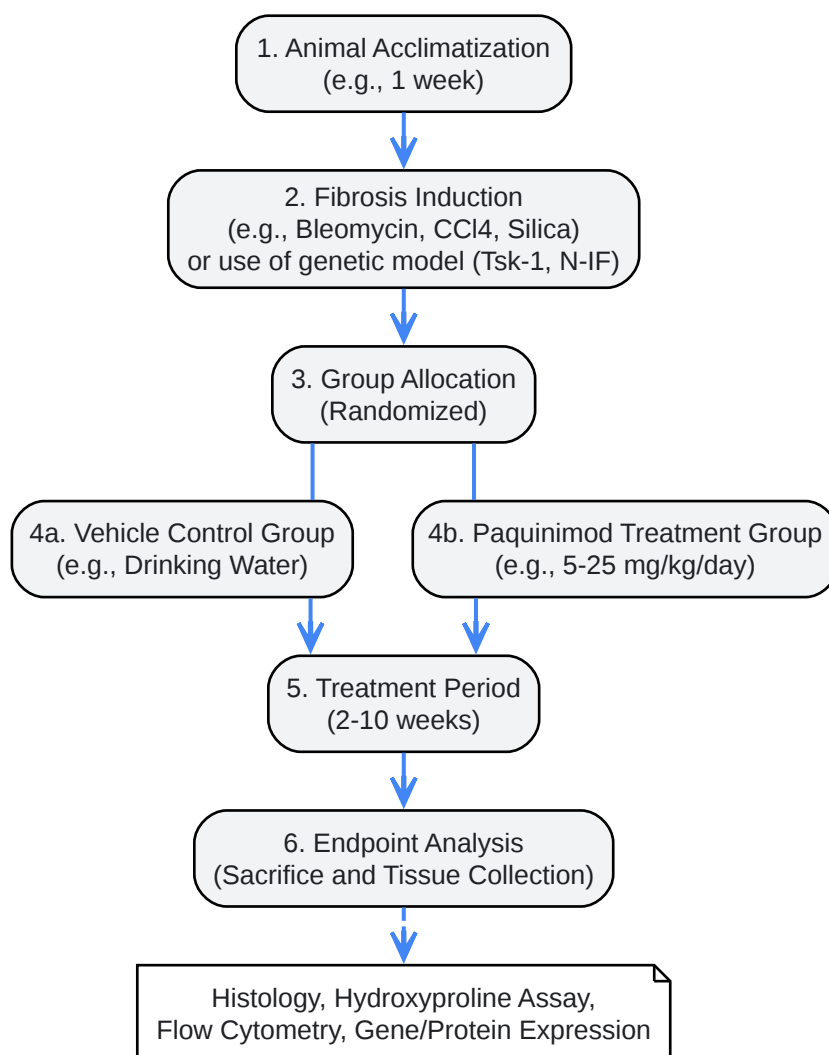 1. Animal Acclimatization
(e.g., 1 week)
2. Fibrosis Induction
(e.g., Bleomycin, CCl4, Silica)
or use of genetic model (Tsk-1, N-IF)
3. Group Allocation
(Randomized)
4a. Vehicle Control Group
(e.g., Drinking Water)
4b. Paquinimod Treatment Group
(e.g., 5-25 mg/kg/day)
5. Treatment Period
(2-10 weeks)
6. Endpoint Analysis
(Sacrifice and Tissue Collection)
Histology, Hydroxyproline Assay,
Flow Cytometry, Gene/Protein Expression